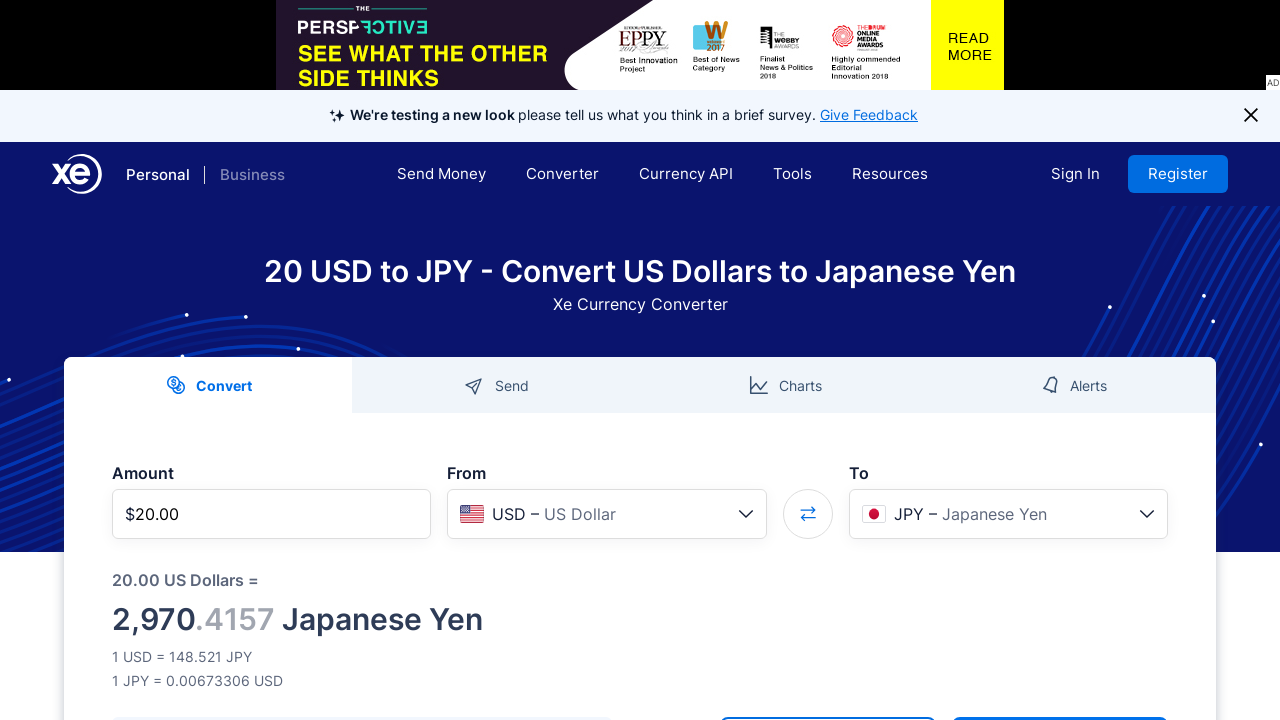 THE
PERSPECTIVE
SEE WHAT THE OTHER
SIDE THINKS
EDITOR & PUBLISHER
EPPY
2017 Awards
Best Innovation
Project
W
2017
Best of News
Category
THE
WEBBY
AWARDS
Finalist
News & Politics
2018
THE DRUM
ONLINE
MEDIA
AWARDS
Highly commended
Editorial
Innovation 2018
READ
MORE
AD
We're testing a new look please tell us what you think in a brief survey. Give Feedback
xe Personal Business Send Money Converter Currency API Tools Resources Sign In Register
20 USD to JPY - Convert US Dollars to Japanese Yen
Xe Currency Converter
Convert Send Charts Alerts
Amount From To
$20.00 USD – US Dollar JPY – Japanese Yen
20.00 US Dollars =
2,970.4157 Japanese Yen
1 USD = 148.521 JPY
1 JPY = 0.00673306 USD